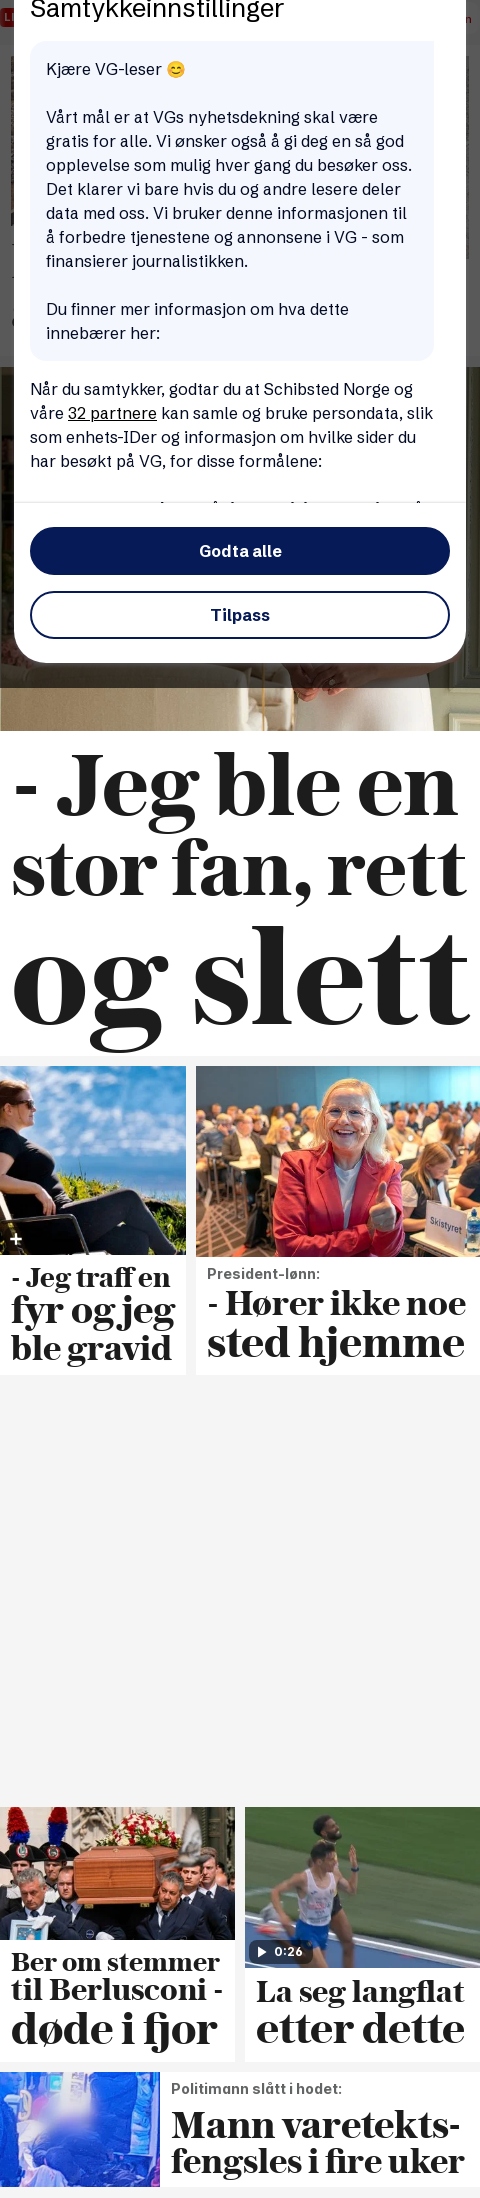 Samtykkeinnstillinger
Kjære VG-leser 😊
Vårt mål er at VGs nyhetsdekning skal være
gratis for alle. Vi ønsker også å gi deg en så god
opplevelse som mulig hver gang du besøker oss.
Det klarer vi bare hvis du og andre lesere deler
data med oss. Vi bruker denne informasjonen til
å forbedre tjenestene og annonsene i VG - som
finansierer journalistikken.
Du finner mer informasjon om hva dette
innebærer her:
Når du samtykker, godtar du at Schibsted Norge og
våre 32 partnere kan samle og bruke persondata, slik
som enhets-IDer og informasjon om hvilke sider du
har besøkt på VG, for disse formålene:
Godta alle
Tilpass
- Jeg ble en
stor fan, rett
og slett
- Jeg traff en
fyr og jeg
ble gravid
Skistyret
President-lønn:
- Hører ikke noe
sted hjemme
Ber om stemmer
til Berlusconi -
døde i fjor
0:26
La seg langflat
etter dette
Politimann slått i hodet:
Mann varetekts-
fengsles i fire uker